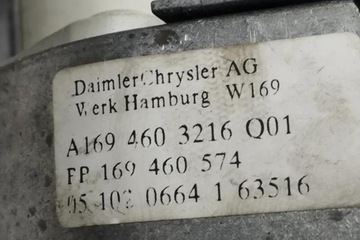 DaimlerChrysler AG
Werk Hamburg W169
A169 460 3216 Q01
FP 169 460 574
05 102 0664 1 63516